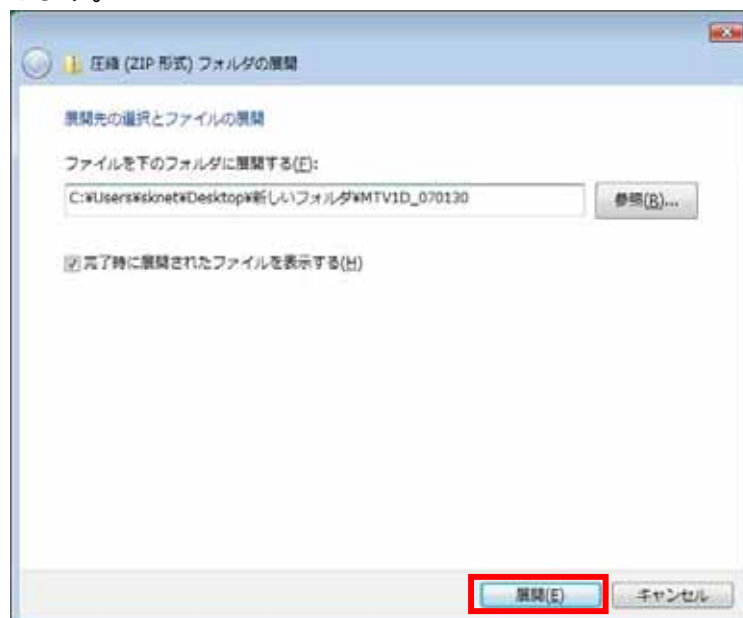 圧縮 (ZIP 形式) フォルダの展開
展開先の選択とファイルの展開
ファイルを下のフォルダに展開する(F):
C:¥Users¥sknet¥Desktop¥新しいフォルダ¥MTV1D_070130
参照(R)...
完了時に展開されたファイルを表示する(H)
展開(E)
キャンセル